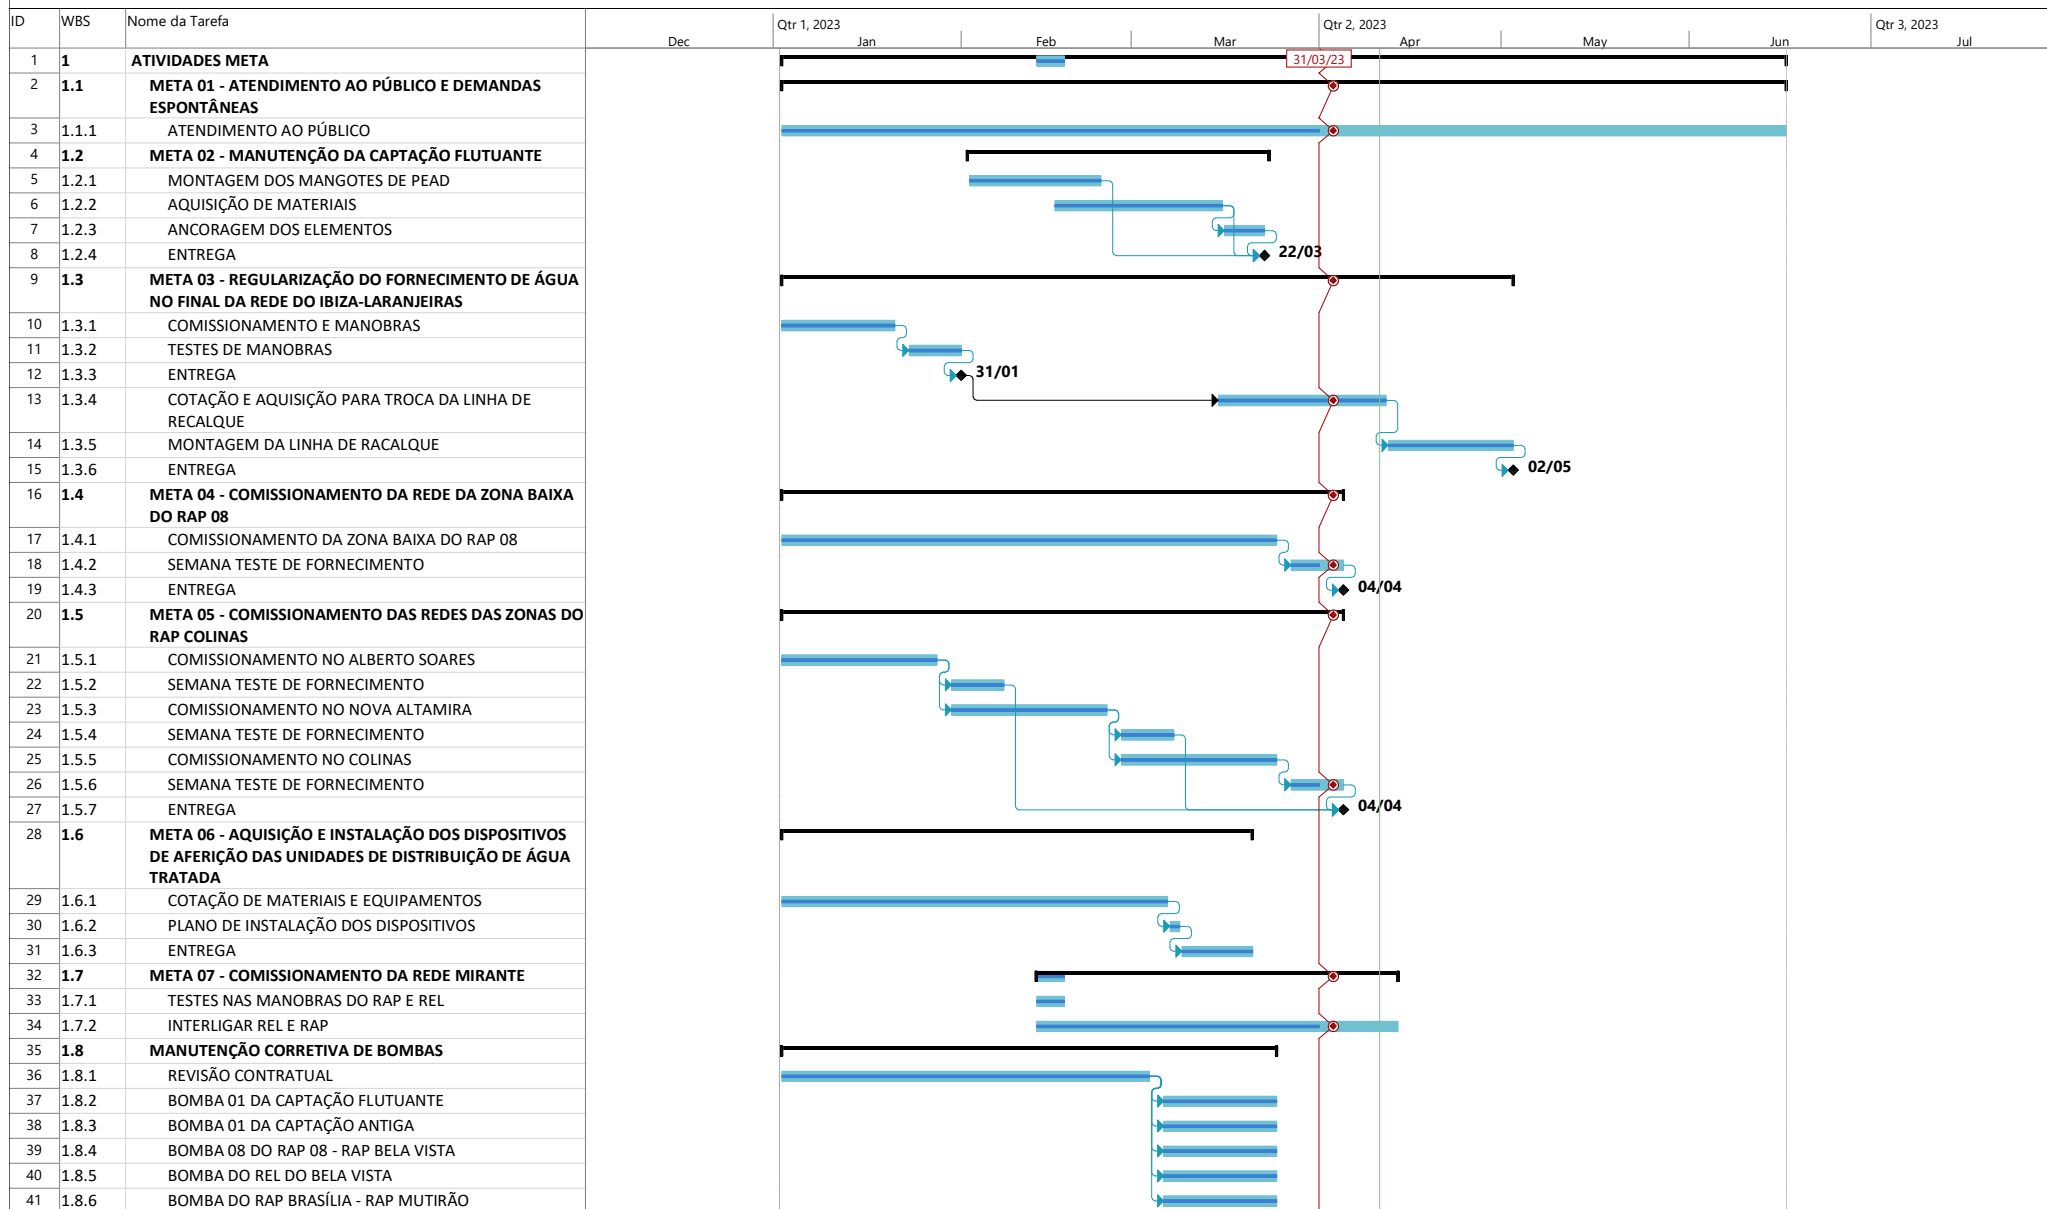 ID WBS Nome da Tarefa Qtr 1, 2023 Qtr 2, 2023 Qtr 3, 2023
Dec Jan Feb Mar Apr May Jun Jul
1 1 ATIVIDADES META 31/03/23
2 1.1 META 01 - ATENDIMENTO AO PÚBLICO E DEMANDAS
ESPONTÂNEAS
3 1.1.1 ATENDIMENTO AO PÚBLICO
4 1.2 META 02 - MANUTENÇÃO DA CAPTAÇÃO FLUTUANTE
5 1.2.1 MONTAGEM DOS MANGOTES DE PEAD
6 1.2.2 AQUISIÇÃO DE MATERIAIS
7 1.2.3 ANCORAGEM DOS ELEMENTOS
8 1.2.4 ENTREGA 22/03
9 1.3 META 03 - REGULARIZAÇÃO DO FORNECIMENTO DE ÁGUA
NO FINAL DA REDE DO IBIZA-LARANJEIRAS
10 1.3.1 COMISSIONAMENTO E MANOBRAS
11 1.3.2 TESTES DE MANOBRAS
12 1.3.3 ENTREGA 31/01
13 1.3.4 COTAÇÃO E AQUISIÇÃO PARA TROCA DA LINHA DE
RECALQUE
14 1.3.5 MONTAGEM DA LINHA DE RACALQUE
15 1.3.6 ENTREGA 02/05
16 1.4 META 04 - COMISSIONAMENTO DA REDE DA ZONA BAIXA
DO RAP 08
17 1.4.1 COMISSIONAMENTO DA ZONA BAIXA DO RAP 08
18 1.4.2 SEMANA TESTE DE FORNECIMENTO
19 1.4.3 ENTREGA 04/04
20 1.5 META 05 - COMISSIONAMENTO DAS REDES DAS ZONAS DO
RAP COLINAS
21 1.5.1 COMISSIONAMENTO NO ALBERTO SOARES
22 1.5.2 SEMANA TESTE DE FORNECIMENTO
23 1.5.3 COMISSIONAMENTO NO NOVA ALTAMIRA
24 1.5.4 SEMANA TESTE DE FORNECIMENTO
25 1.5.5 COMISSIONAMENTO NO COLINAS
26 1.5.6 SEMANA TESTE DE FORNECIMENTO
27 1.5.7 ENTREGA 04/04
28 1.6 META 06 - AQUISIÇÃO E INSTALAÇÃO DOS DISPOSITIVOS
DE AFERIÇÃO DAS UNIDADES DE DISTRIBUIÇÃO DE ÁGUA
TRATADA
29 1.6.1 COTAÇÃO DE MATERIAIS E EQUIPAMENTOS
30 1.6.2 PLANO DE INSTALAÇÃO DOS DISPOSITIVOS
31 1.6.3 ENTREGA
32 1.7 META 07 - COMISSIONAMENTO DA REDE MIRANTE
33 1.7.1 TESTES NAS MANOBRAS DO RAP E REL
34 1.7.2 INTERLIGAR REL E RAP
35 1.8 MANUTENÇÃO CORRETIVA DE BOMBAS
36 1.8.1 REVISÃO CONTRATUAL
37 1.8.2 BOMBA 01 DA CAPTAÇÃO FLUTUANTE
38 1.8.3 BOMBA 01 DA CAPTAÇÃO ANTIGA
39 1.8.4 BOMBA 08 DO RAP 08 - RAP BELA VISTA
40 1.8.5 BOMBA DO REL DO BELA VISTA
41 1.8.6 BOMBA DO RAP BRASÍLIA - RAP MUTIRÃO